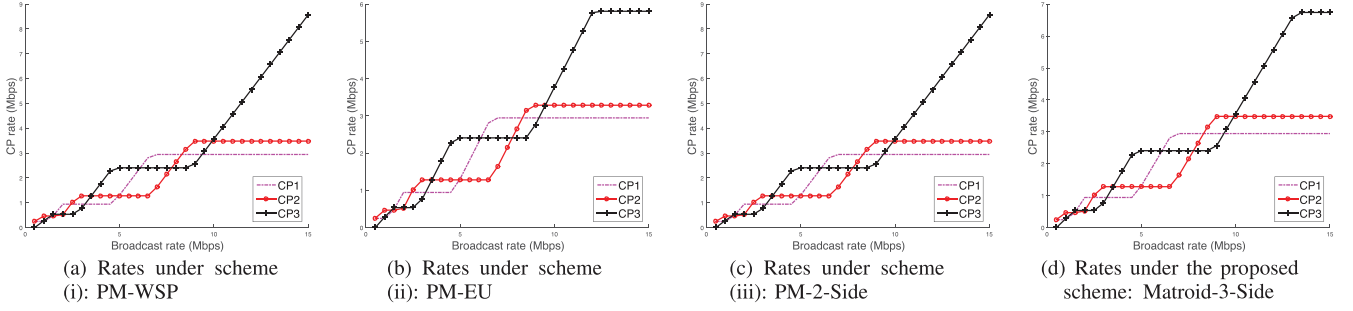 9
8
7
6
5
4
3
2
1
0
0
5
10
15
CP rate (Mbps)
Broadcast rate (Mbps)
CP1
CP2
CP3
(a) Rates under scheme
(i): PM-WSP
6
5
4
3
2
1
0
0
5
10
15
CP rate (Mbps)
Broadcast rate (Mbps)
CP1
CP2
CP3
(b) Rates under scheme
(ii): PM-EU
9
8
7
6
5
4
3
2
1
0
0
5
10
15
CP rate (Mbps)
Broadcast rate (Mbps)
CP1
CP2
CP3
(c) Rates under scheme
(iii): PM-2-Side
7
6
5
4
3
2
1
0
0
5
10
15
CP rate (Mbps)
Broadcast rate (Mbps)
CP1
CP2
CP3
(d) Rates under the proposed
scheme: Matroid-3-Side